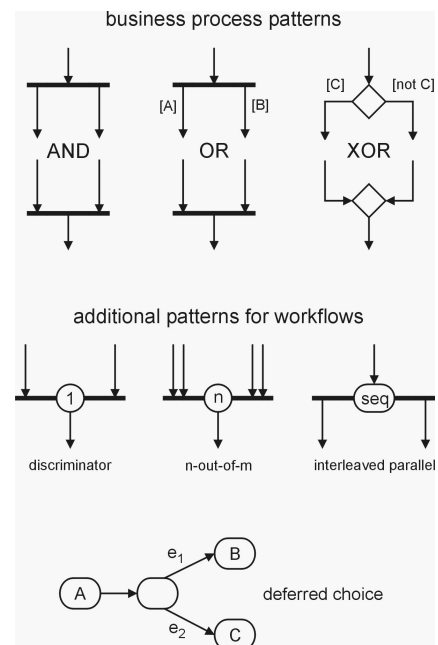 business process patterns
[C] [not C]
[A] [B]
AND OR XOR
additional patterns for workflows
1 n seq
discriminator n-out-of-m interleaved parallel
e1 B
A deferred choice
e2 C